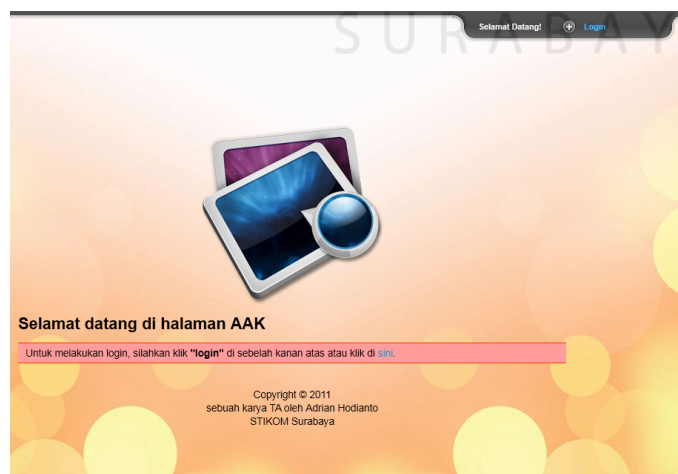 SURABAY
Selamat Datang! Login
Selamat datang di halaman AAK
Untuk melakukan login, silahkan klik "login" di sebelah kanan atas atau klik di sini.
Copyright © 2011
sebuah karya TA oleh Adrian Hodianto
STIKOM Surabaya